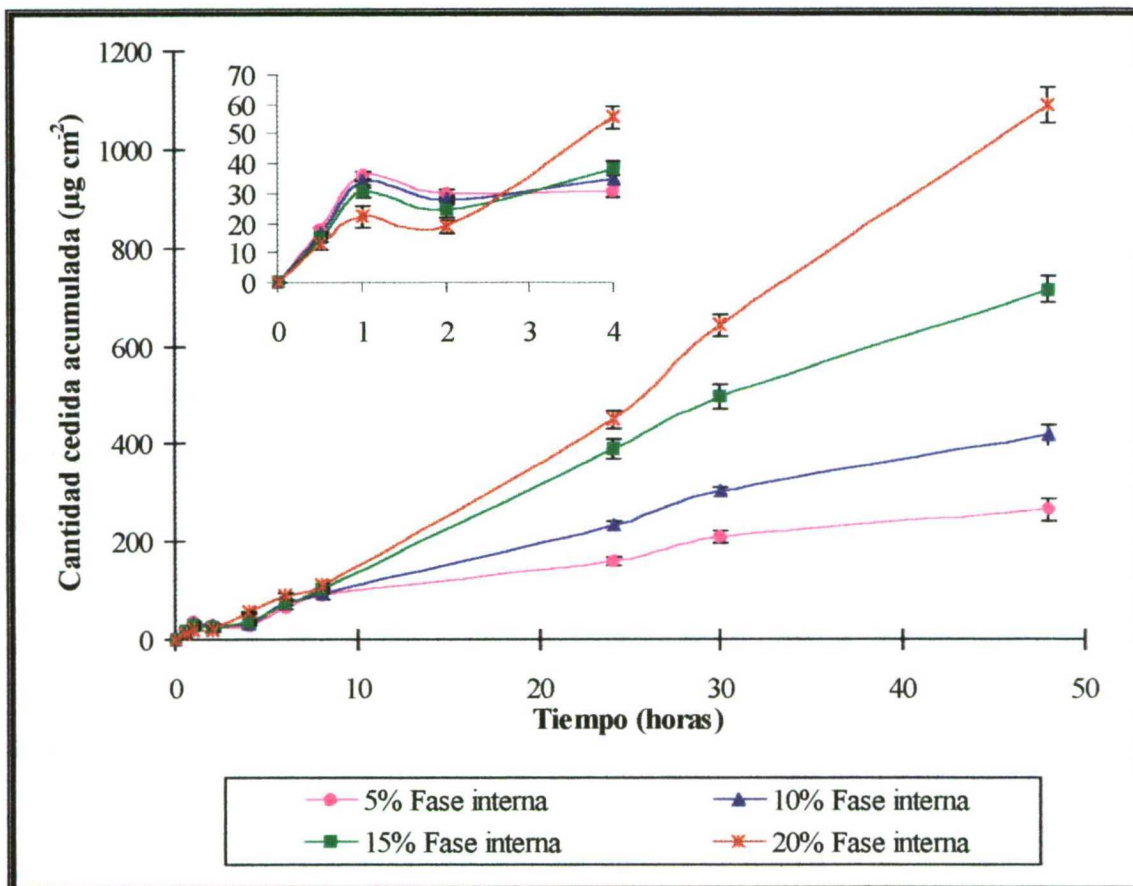 Cantidad cedida acumulada (µg cm-2)
1200
1000
800
600
400
200
0
70
60
50
40
30
20
10
0
0 1 2 3 4
0 10 20 30 40 50
Tiempo (horas)
5% Fase interna 10% Fase interna
15% Fase interna 20% Fase interna